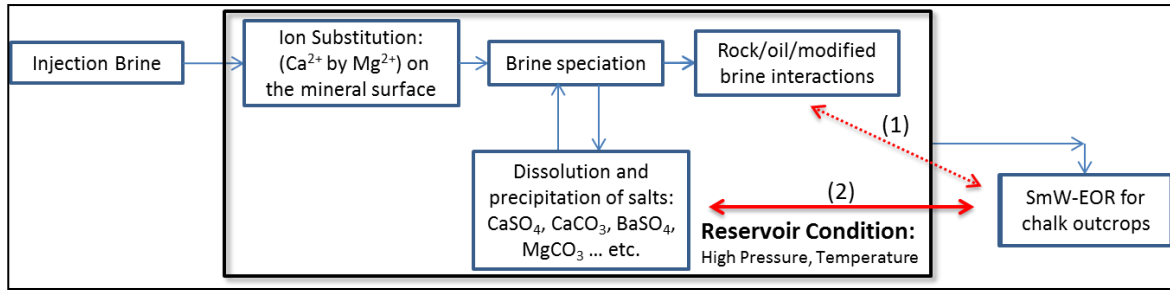 Injection Brine
Ion Substitution:
(Ca²⁺ by Mg²⁺) on
the mineral surface
Brine speciation
Rock/oil/modified
brine interactions
(1)
Dissolution and
precipitation of salts:
CaSO₄, CaCO₃, BaSO₄,
MgCO₃ ... etc.
(2)
Reservoir Condition:
High Pressure, Temperature
SmW-EOR for
chalk outcrops